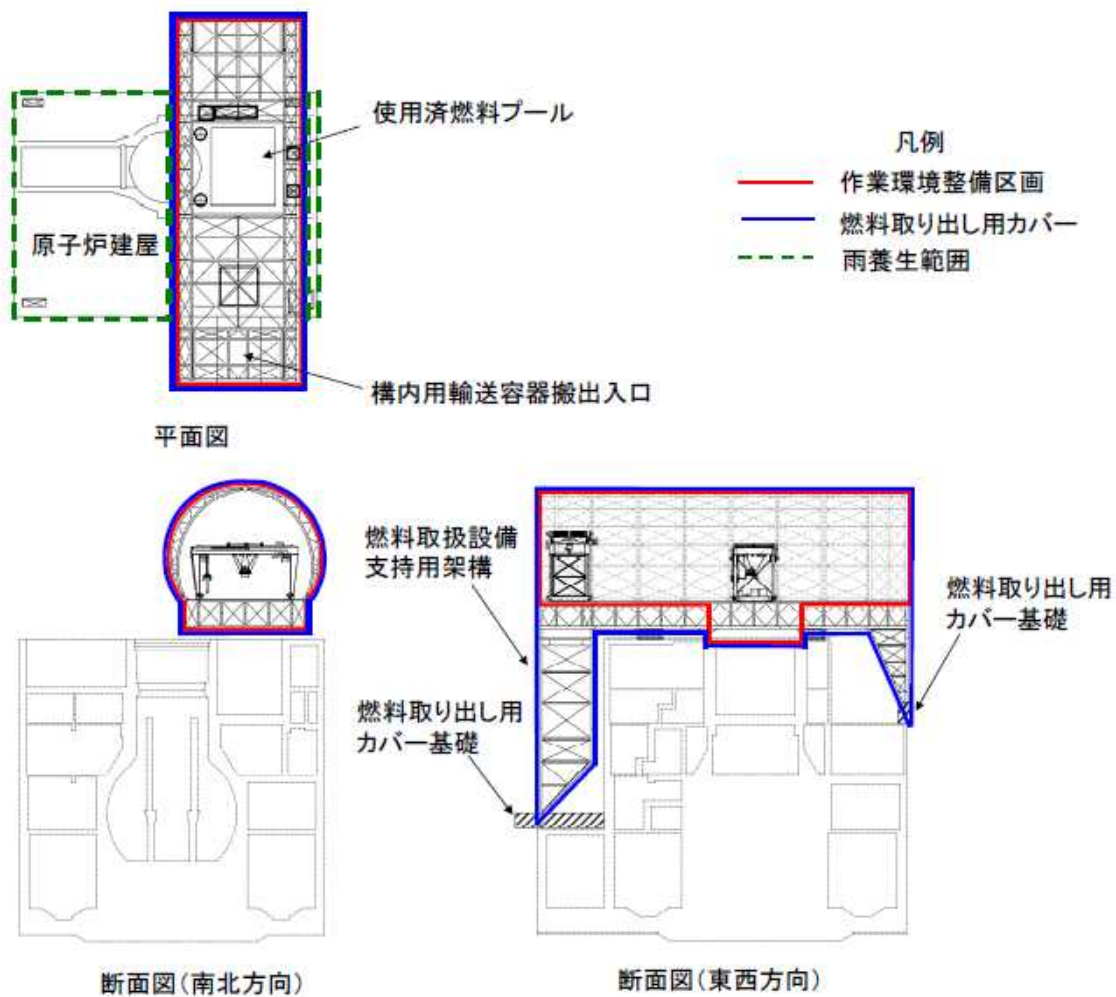 使用済燃料プール
凡例
作業環境整備区画
燃料取り出し用カバー
雨養生範囲
原子炉建屋
構内用輸送容器搬出入口
平面図
燃料取扱設備
支持用架構
燃料取り出し用
カバー基礎
燃料取り出し用
カバー基礎
断面図(南北方向)
断面図(東西方向)